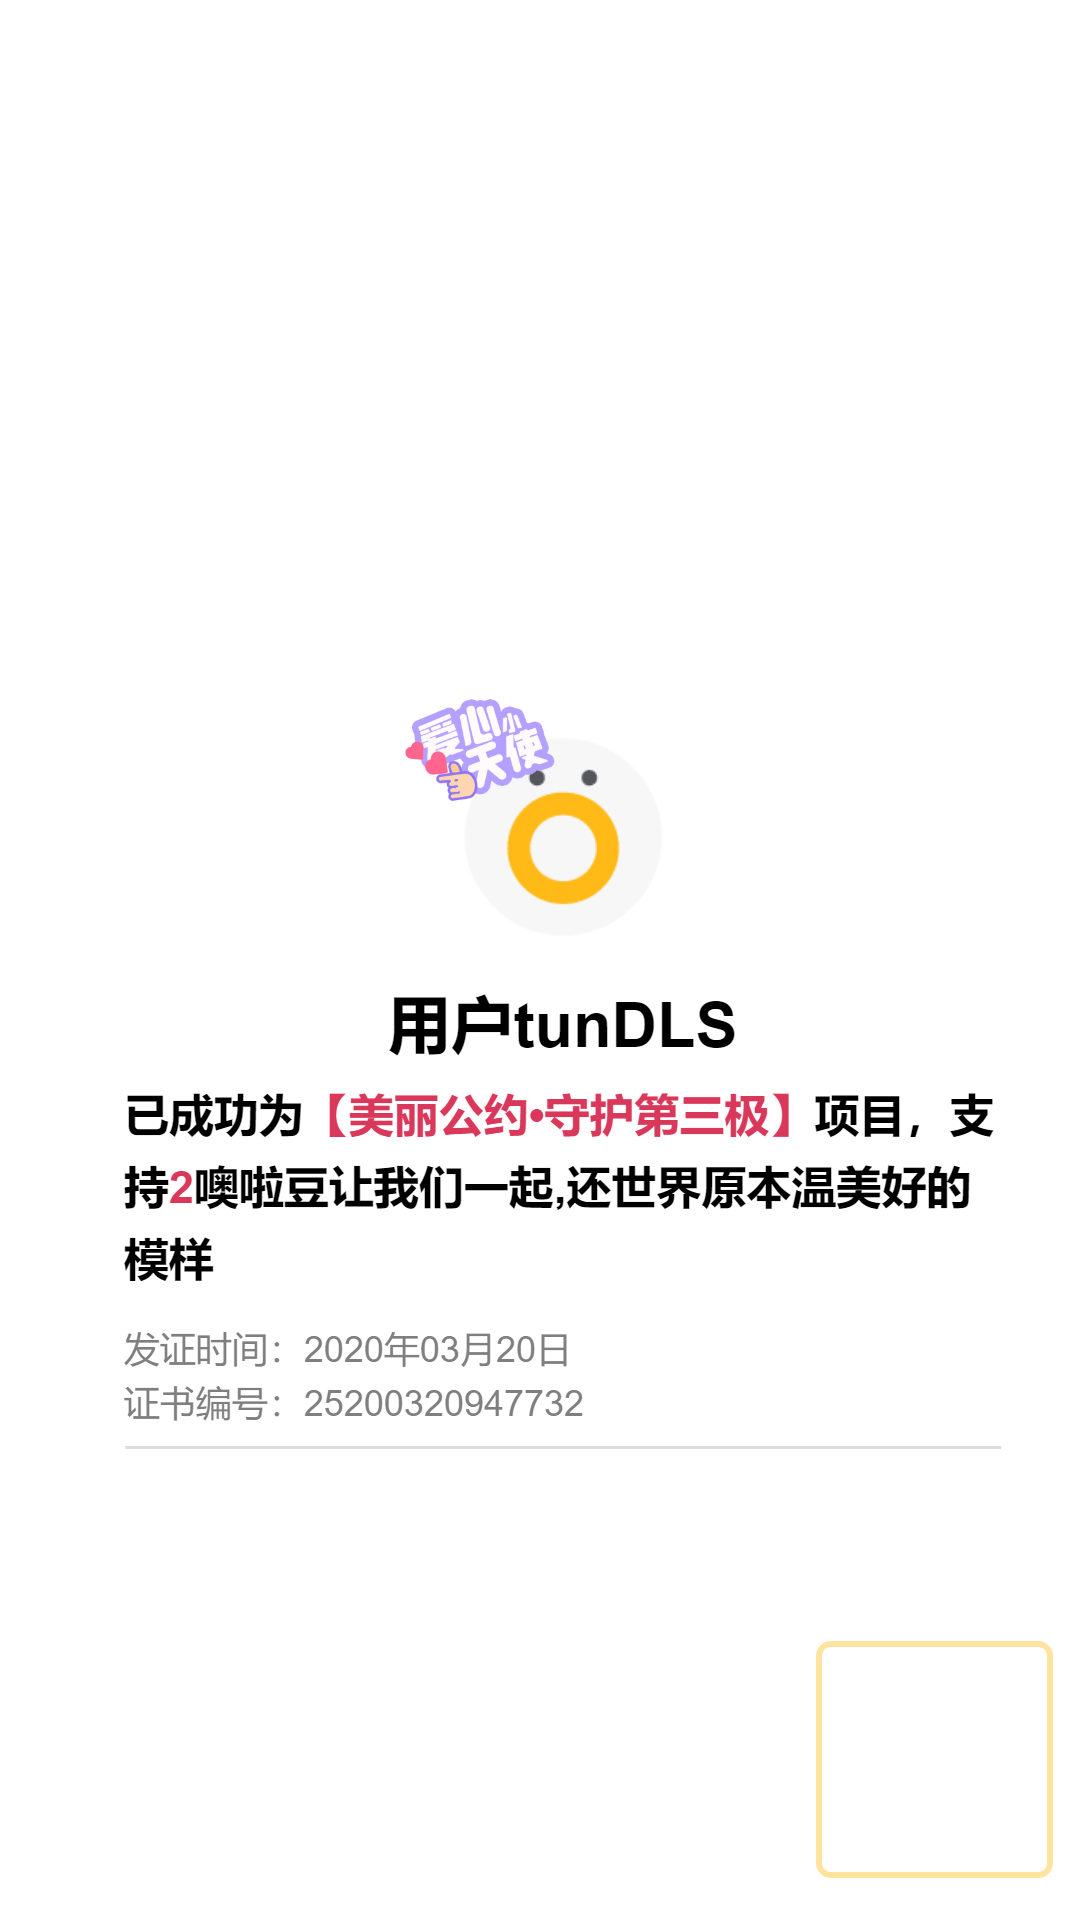 爱心小
天使
用户tunDLS
已成功为【美丽公约•守护第三极】项目，支
持2噢啦豆让我们一起,还世界原本温美好的
模样
发证时间：2020年03月20日
证书编号：25200320947732